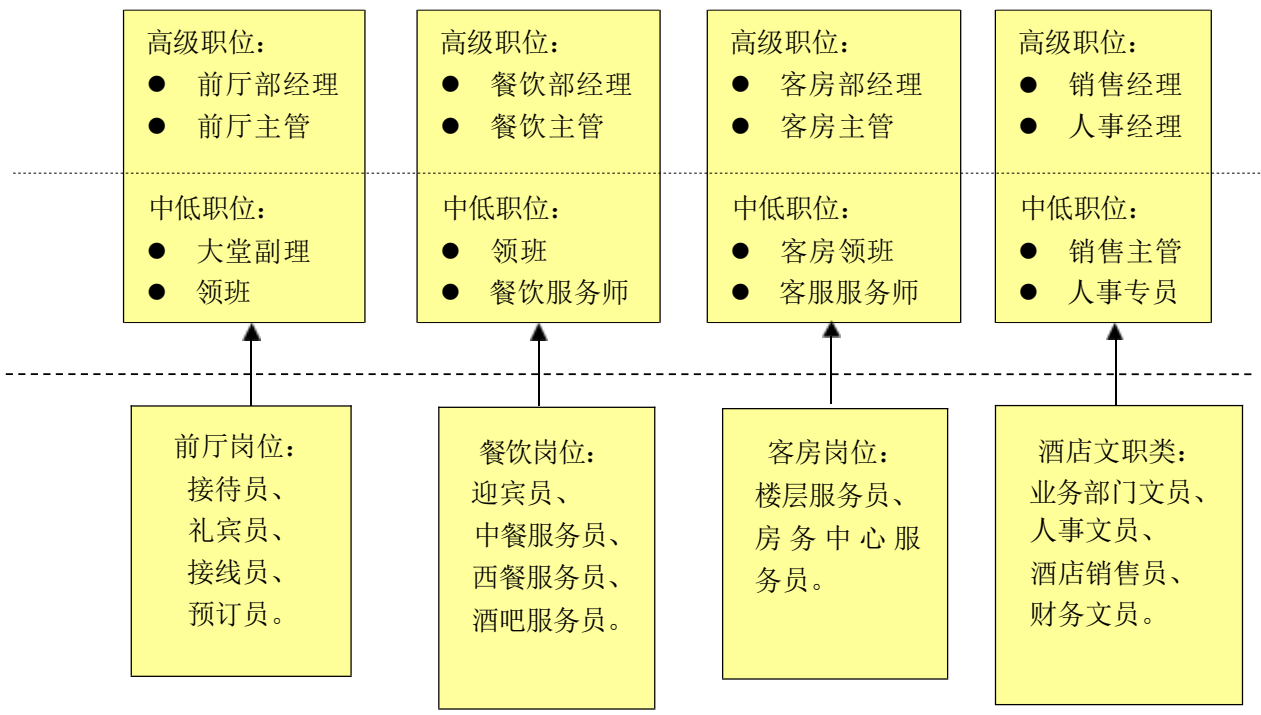 高级职位：
● 前厅部经理
● 前厅主管
中低职位：
● 大堂副理
● 领班
高级职位：
● 餐饮部经理
● 餐饮主管
中低职位：
● 领班
● 餐饮服务师
高级职位：
● 客房部经理
● 客房主管
中低职位：
● 客房领班
● 客服服务师
高级职位：
● 销售经理
● 人事经理
中低职位：
● 销售主管
● 人事专员
前厅岗位：
接待员、
礼宾员、
接线员、
预订员。
餐饮岗位：
迎宾员、
中餐服务员、
西餐服务员、
酒吧服务员。
客房岗位：
楼层服务员、
房务中心服
务员。
酒店文职类：
业务部门文员、
人事文员、
酒店销售员、
财务文员。